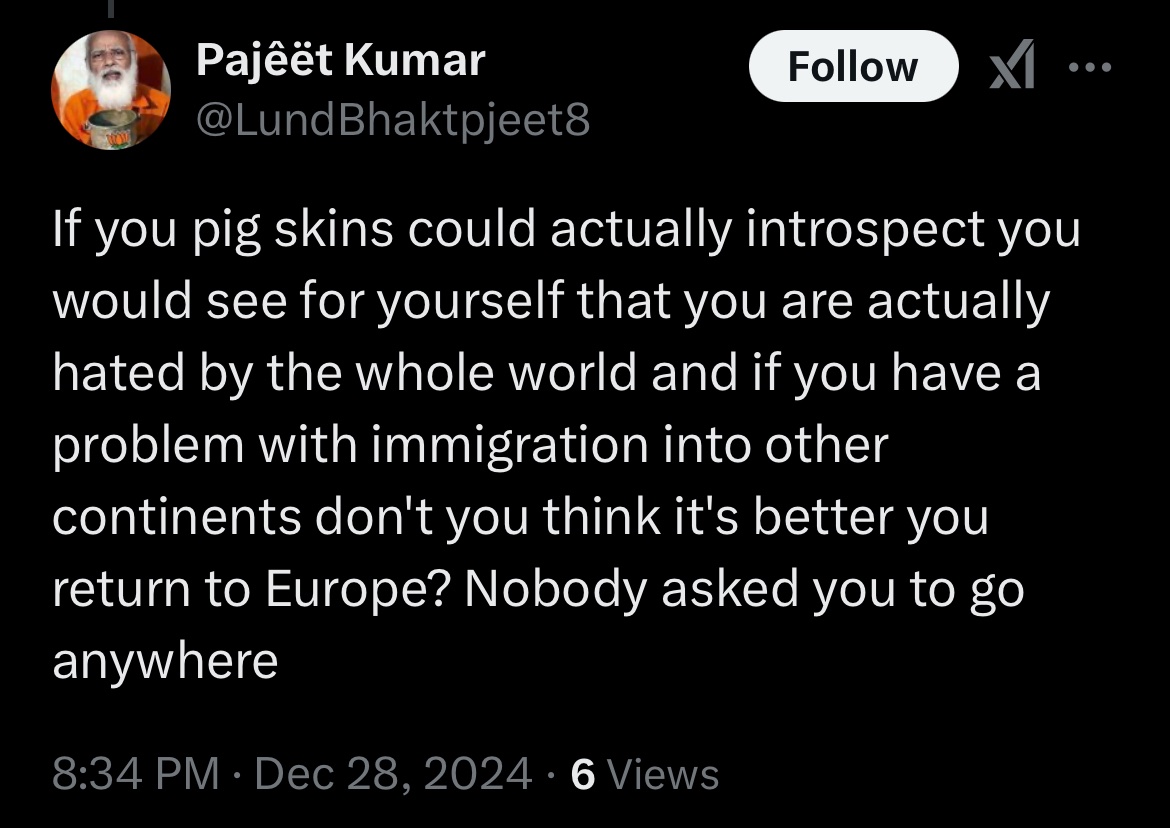 Pajêët Kumar
@LundBhaktpjeet8
Follow
If you pig skins could actually introspect you
would see for yourself that you are actually
hated by the whole world and if you have a
problem with immigration into other
continents don't you think it's better you
return to Europe? Nobody asked you to go
anywhere
8:34 PM · Dec 28, 2024 · 6 Views